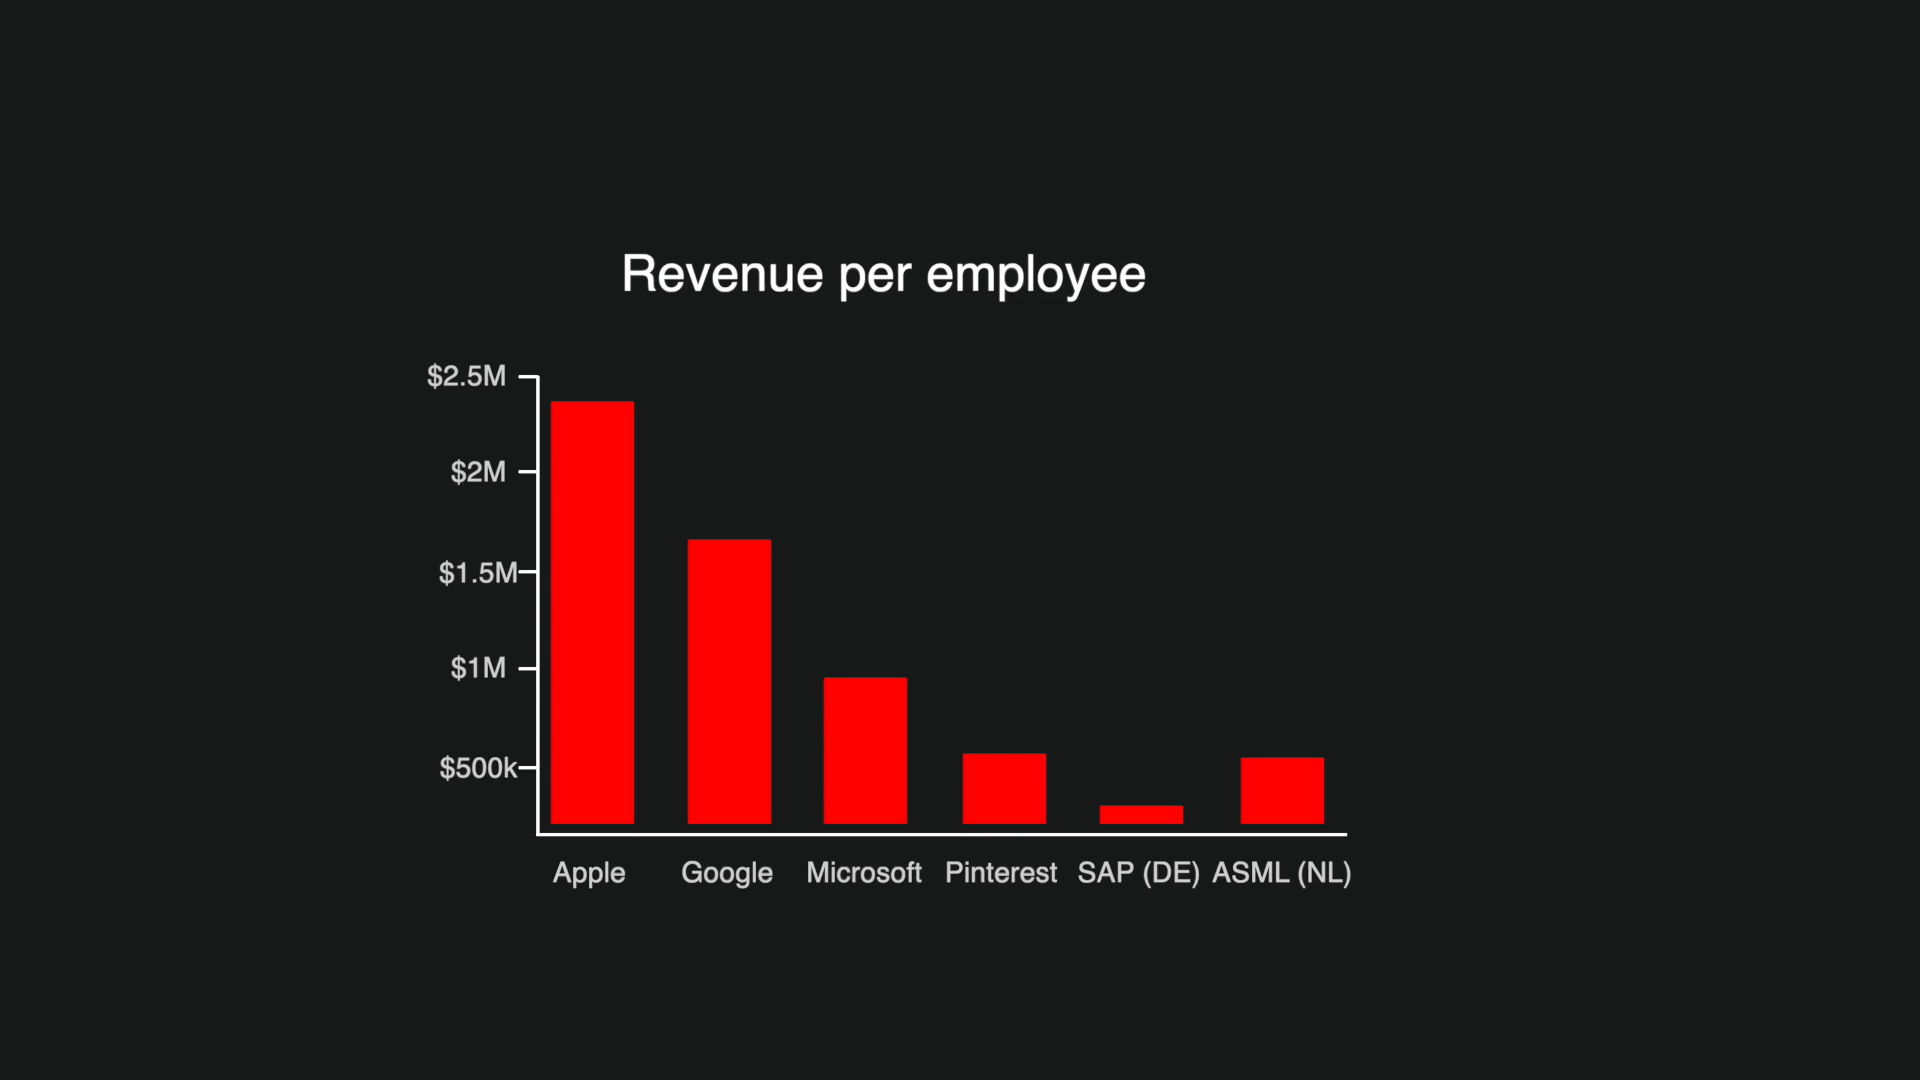 Revenue per employee
$2.5M
$2M
$1.5M
$1M
$500k
Apple Google Microsoft Pinterest SAP (DE) ASML (NL)